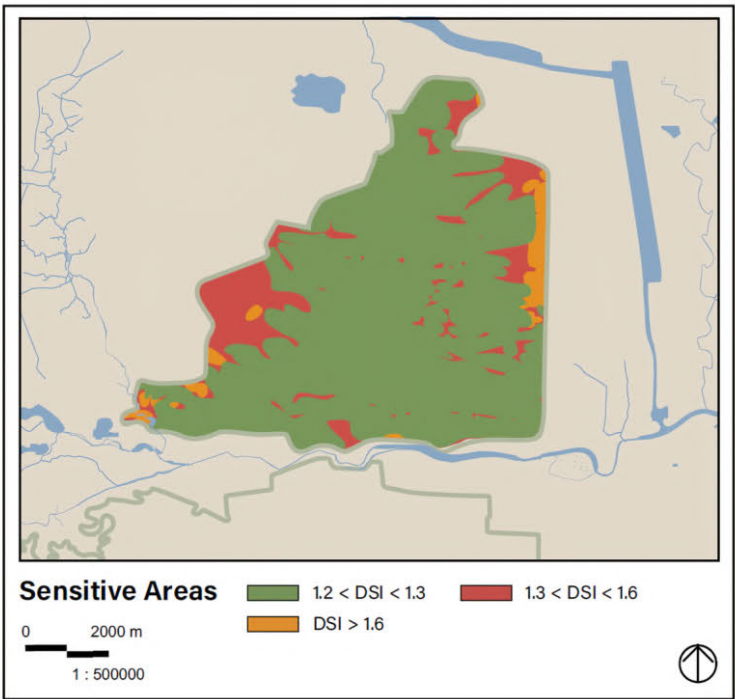 Sensitive Areas
1.2 < DSI < 1.3
1.3 < DSI < 1.6
DSI > 1.6
0 2000 m
1 : 500000